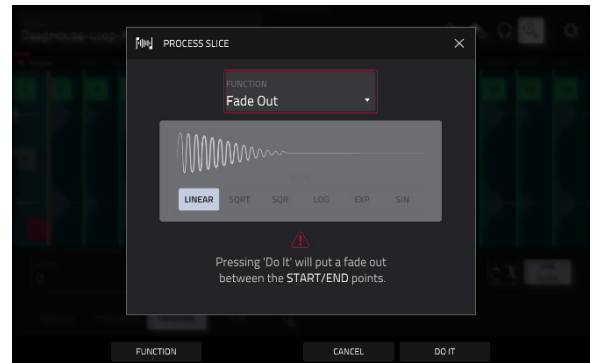 PROCESS SLICE
FUNCTION
Fade Out
LINEAR SQRT SQR LOG EXP SIN
Pressing 'Do It' will put a fade out
between the START/END points.
FUNCTION CANCEL DO IT